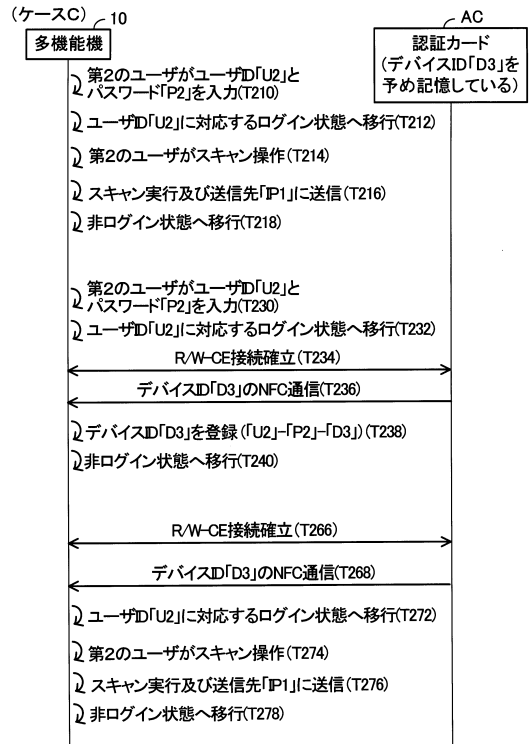 (ケースC)
10
多機能機
AC
認証カード
(デバイスID「D3」を
予め記憶している)
第2のユーザがユーザID「U2」と
パスワード「P2」を入力(T210)
ユーザID「U2」に対応するログイン状態へ移行(T212)
第2のユーザがスキャン操作(T214)
スキャン実行及び送信先「IP1」に送信(T216)
非ログイン状態へ移行(T218)
第2のユーザがユーザID「U2」と
パスワード「P2」を入力(T230)
ユーザID「U2」に対応するログイン状態へ移行(T232)
R/W-CE接続確立(T234)
デバイスID「D3」のNFC通信(T236)
デバイスID「D3」を登録(「U2」-「P2」-「D3」)(T238)
非ログイン状態へ移行(T240)
R/W-CE接続確立(T266)
デバイスID「D3」のNFC通信(T268)
ユーザID「U2」に対応するログイン状態へ移行(T272)
第2のユーザがスキャン操作(T274)
スキャン実行及び送信先「IP1」に送信(T276)
非ログイン状態へ移行(T278)